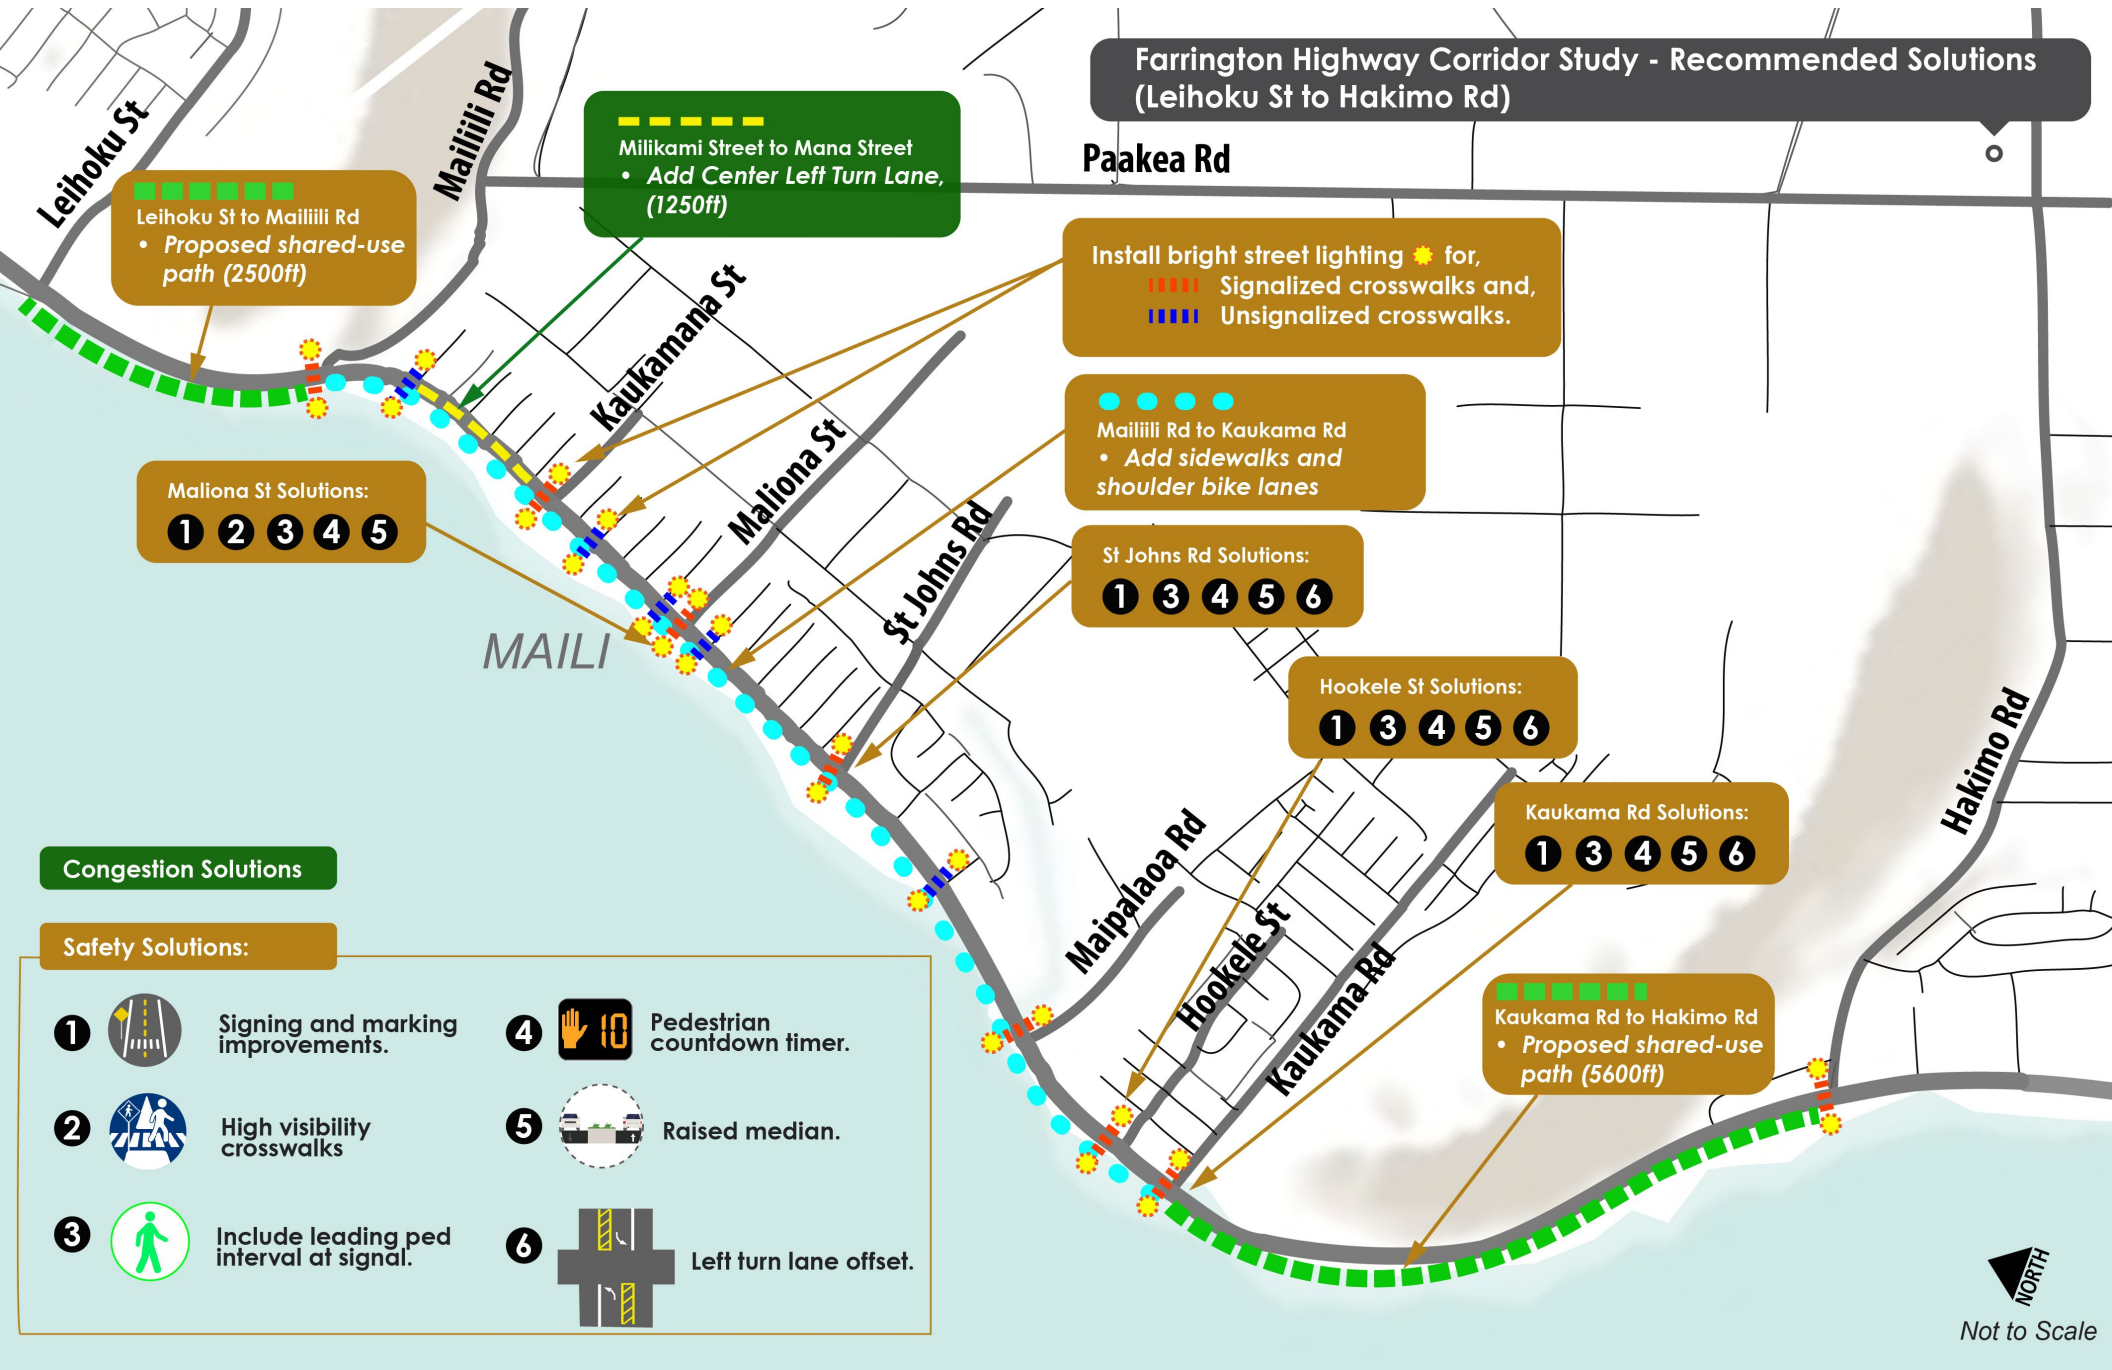 Farrington Highway Corridor Study - Recommended Solutions
(Leihoku St to Hakimo Rd)
Leihoku St
Mailiili Rd
Paakea Rd
Milikami Street to Mana Street
• Add Center Left Turn Lane,
(1250ft)
Leihoku St to Mailiili Rd
• Proposed shared-use
path (2500ft)
Install bright street lighting for,
Signalized crosswalks and,
Unsignalized crosswalks.
Kaukamana St
Mailiili Rd to Kaukama Rd
• Add sidewalks and
shoulder bike lanes
Maliona St
Maliona St Solutions:
1 2 3 4 5
St Johns Rd
St Johns Rd Solutions:
1 3 4 5 6
MAILI
Hookele St Solutions:
1 3 4 5 6
Hakimo Rd
Kaukama Rd Solutions:
1 3 4 5 6
Maipalaoa Rd
Hookele St
Kaukama Rd
Kaukama Rd to Hakimo Rd
• Proposed shared-use
path (5600ft)
Congestion Solutions
Safety Solutions:
1 Signing and marking
improvements.
2 High visibility
crosswalks
3 Include leading ped
interval at signal.
4 10 Pedestrian
countdown timer.
5 Raised median.
6 Left turn lane offset.
NORTH
Not to Scale